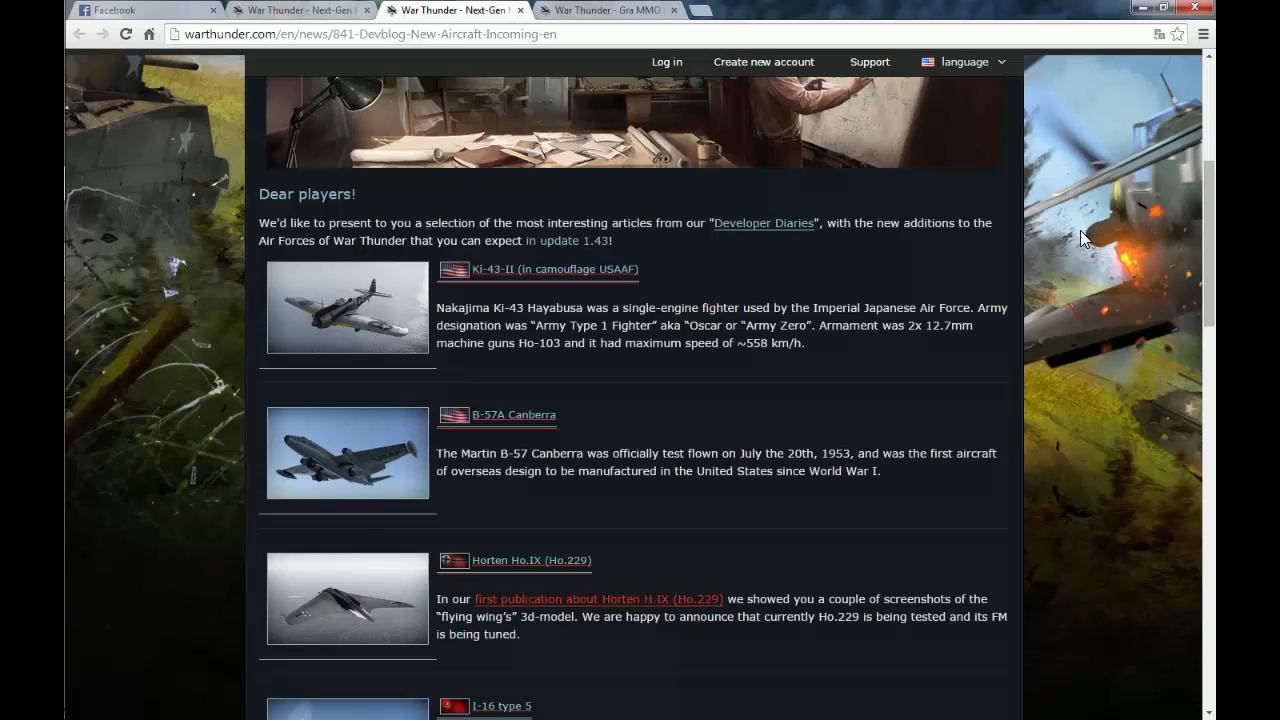 Facebook
War Thunder - Next-Gen
War Thunder - Next-Gen
War Thunder - Gra MMO
warthunder.com/en/news/841-Devblog-New-Aircraft-Incoming-en
Log in Create new account Support language
Dear players!
We'd like to present to you a selection of the most interesting articles from our "Developer Diaries", with the new additions to the
Air Forces of War Thunder that you can expect in update 1.43!
Ki-43-II (in camouflage USAAF)
Nakajima Ki-43 Hayabusa was a single-engine fighter used by the Imperial Japanese Air Force. Army
designation was “Army Type 1 Fighter” aka “Oscar or “Army Zero”. Armament was 2x 12.7mm
machine guns Ho-103 and it had maximum speed of ~558 km/h.
B-57A Canberra
The Martin B-57 Canberra was officially test flown on July the 20th, 1953, and was the first aircraft
of overseas design to be manufactured in the United States since World War I.
Horten Ho.IX (Ho.229)
In our first publication about Horten H.IX (Ho.229) we showed you a couple of screenshots of the
“flying wing’s” 3d-model. We are happy to announce that currently Ho.229 is being tested and its FM
is being tuned.
I-16 type 5